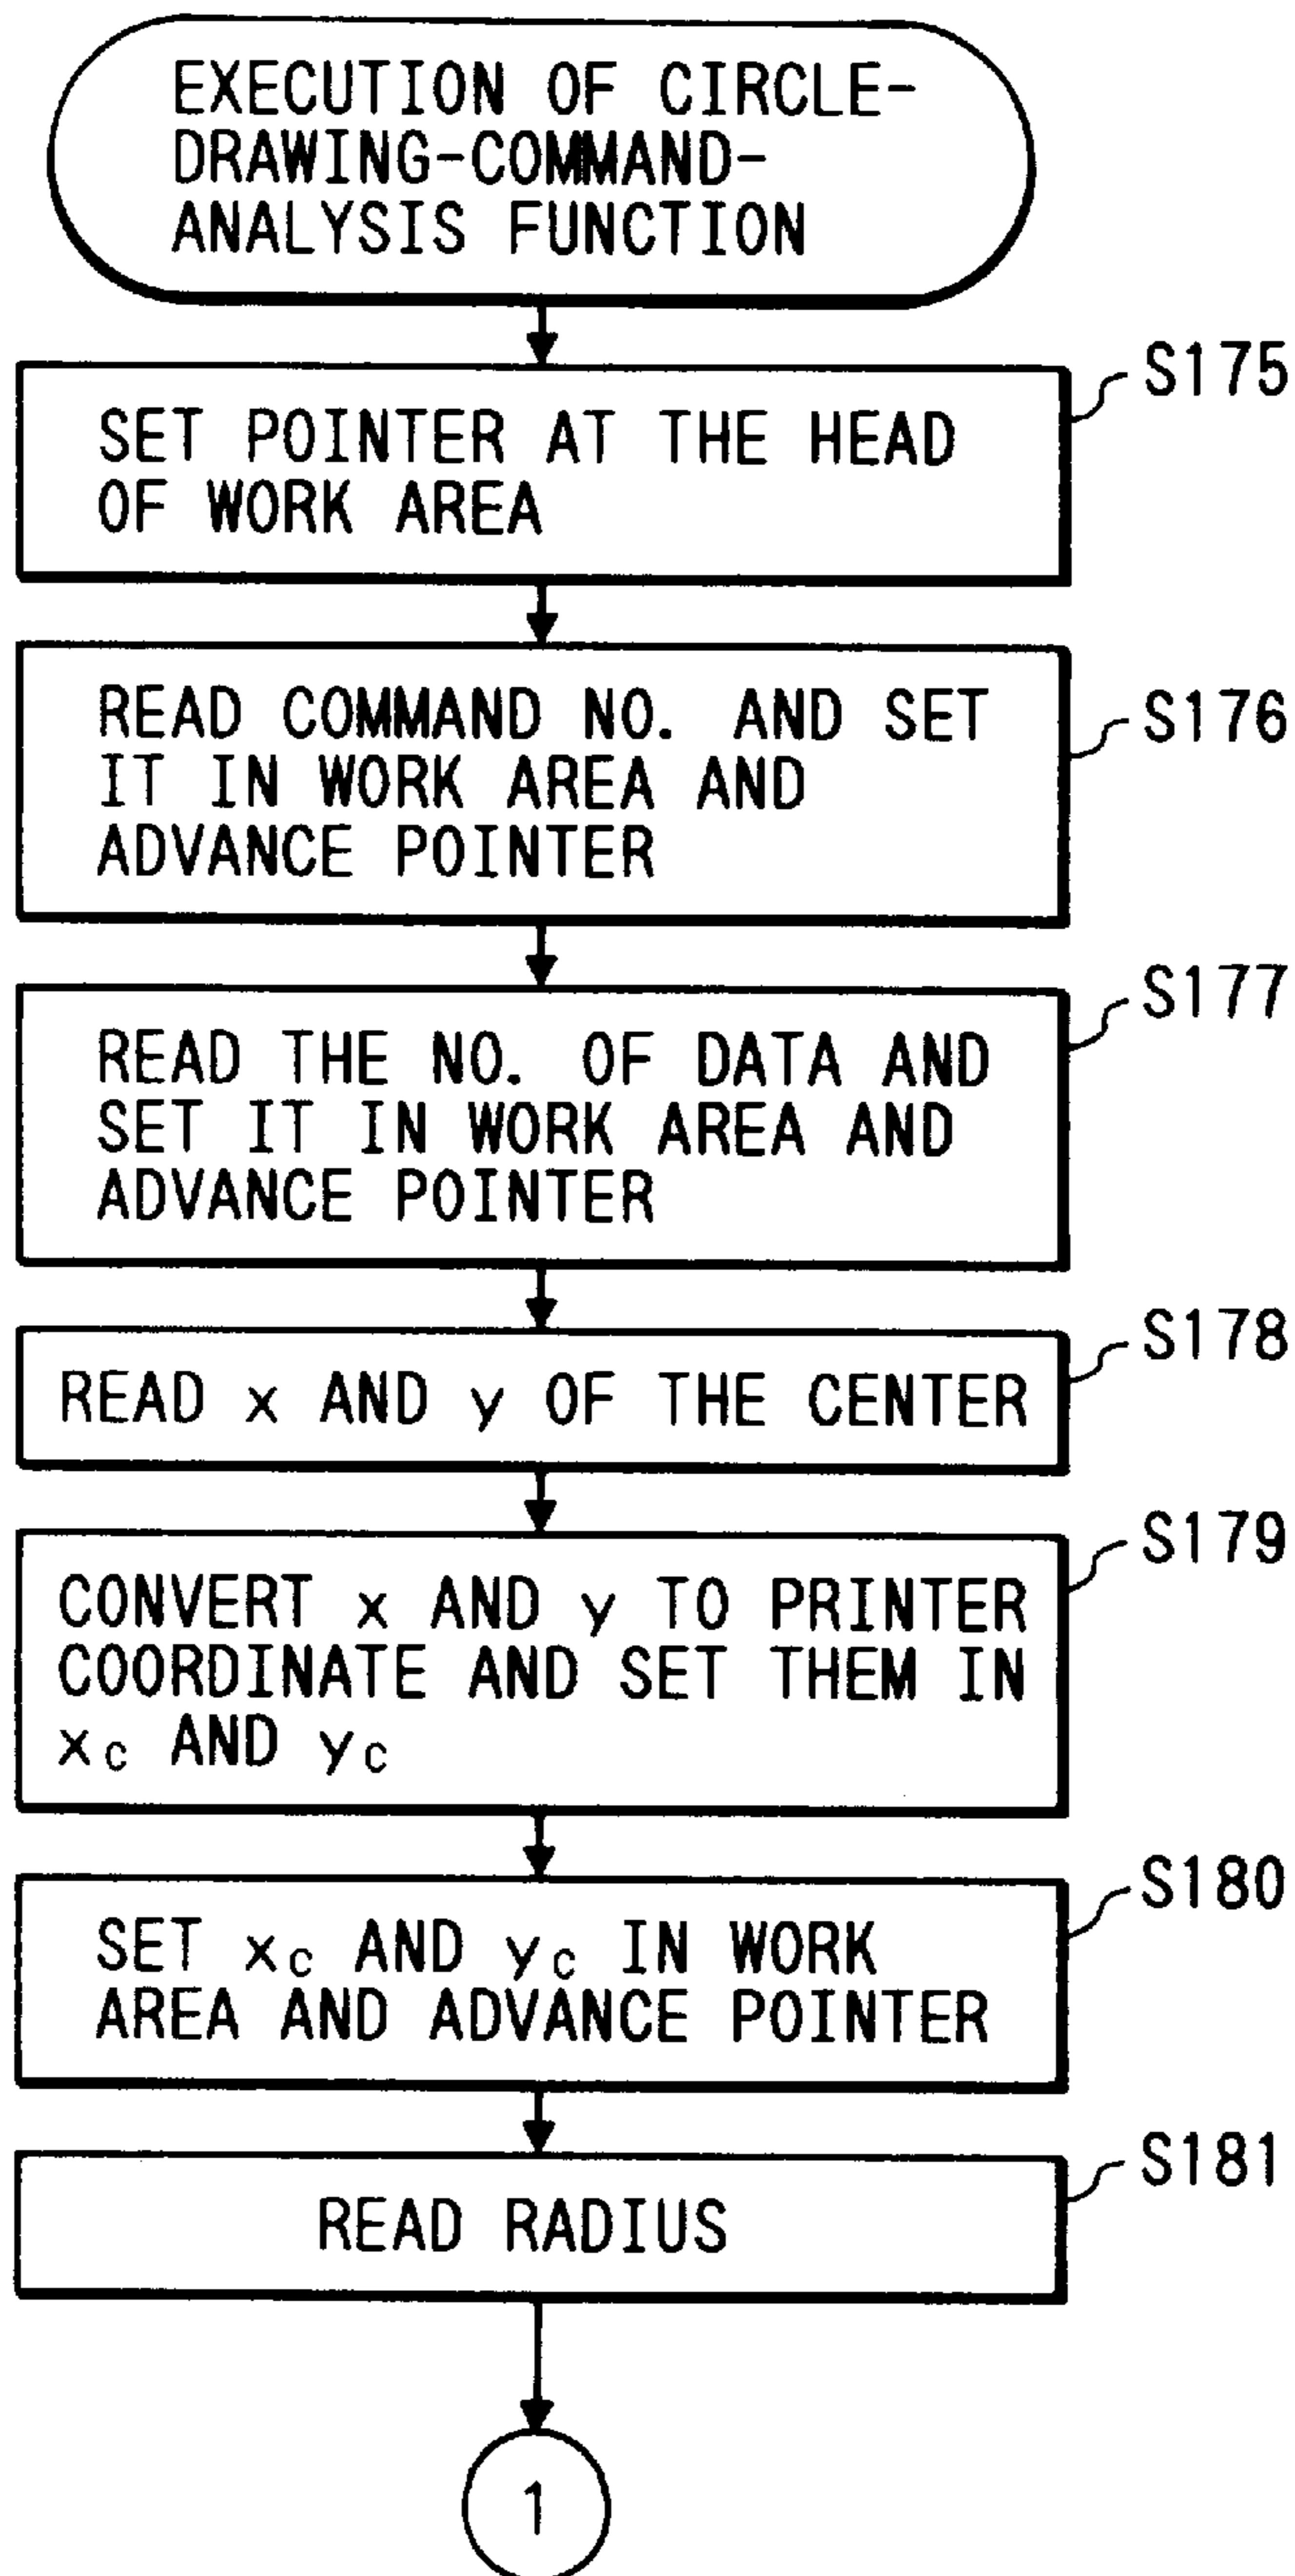 EXECUTION OF CIRCLE-
DRAWING-COMMAND-
ANALYSIS FUNCTION
S175
SET POINTER AT THE HEAD
OF WORK AREA
S176
READ COMMAND NO. AND SET
IT IN WORK AREA AND
ADVANCE POINTER
S177
READ THE NO. OF DATA AND
SET IT IN WORK AREA AND
ADVANCE POINTER
S178
READ x AND y OF THE CENTER
S179
CONVERT x AND y TO PRINTER
COORDINATE AND SET THEM IN
xc AND yc
S180
SET xc AND yc IN WORK
AREA AND ADVANCE POINTER
S181
READ RADIUS
1